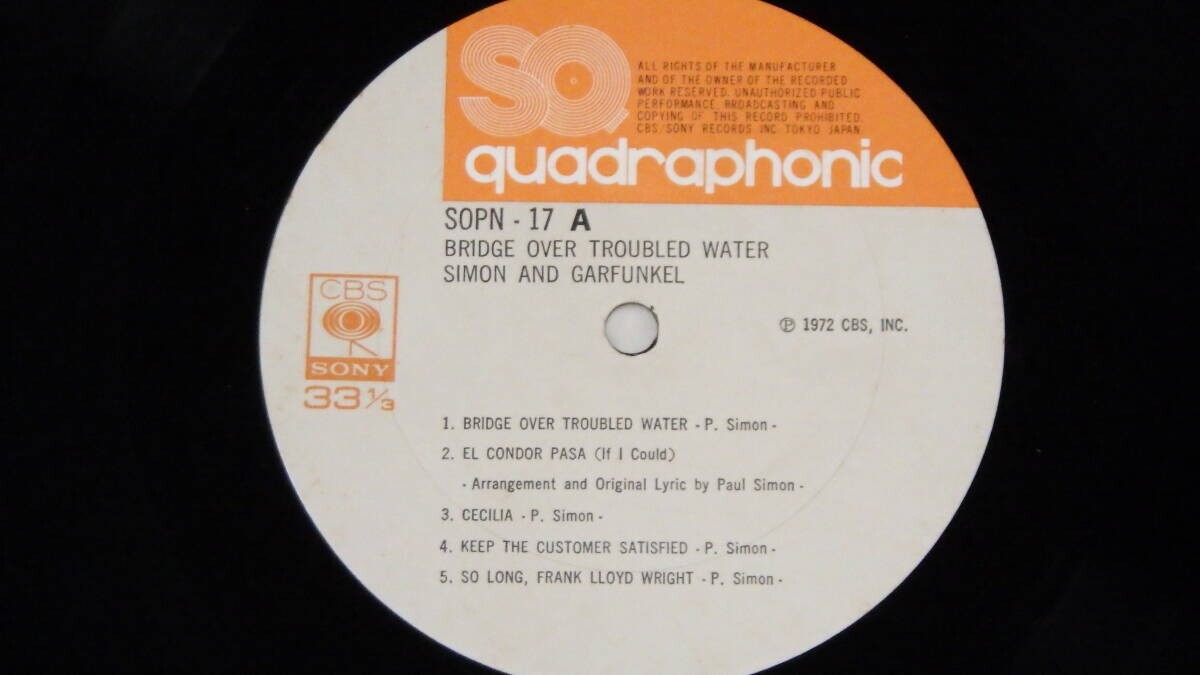 SQ
ALL RIGHTS OF THE MANUFACTURER
AND OF THE OWNER OF THE RECORDED
WORK RESERVED. UNAUTHORIZED PUBLIC
PERFORMANCE, BROADCASTING AND
COPYING OF THIS RECORD PROHIBITED.
CBS/SONY RECORDS INC. TOKYO JAPAN.
quadraphonic
SOPN - 17 A
BRIDGE OVER TROUBLED WATER
SIMON AND GARFUNKEL
CBS
SONY
33 1/3
℗ 1972 CBS, INC.
1. BRIDGE OVER TROUBLED WATER - P. Simon -
2. EL CONDOR PASA (If I Could)
- Arrangement and Original Lyric by Paul Simon -
3. CECILIA - P. Simon -
4. KEEP THE CUSTOMER SATISFIED - P. Simon -
5. SO LONG, FRANK LLOYD WRIGHT - P. Simon -